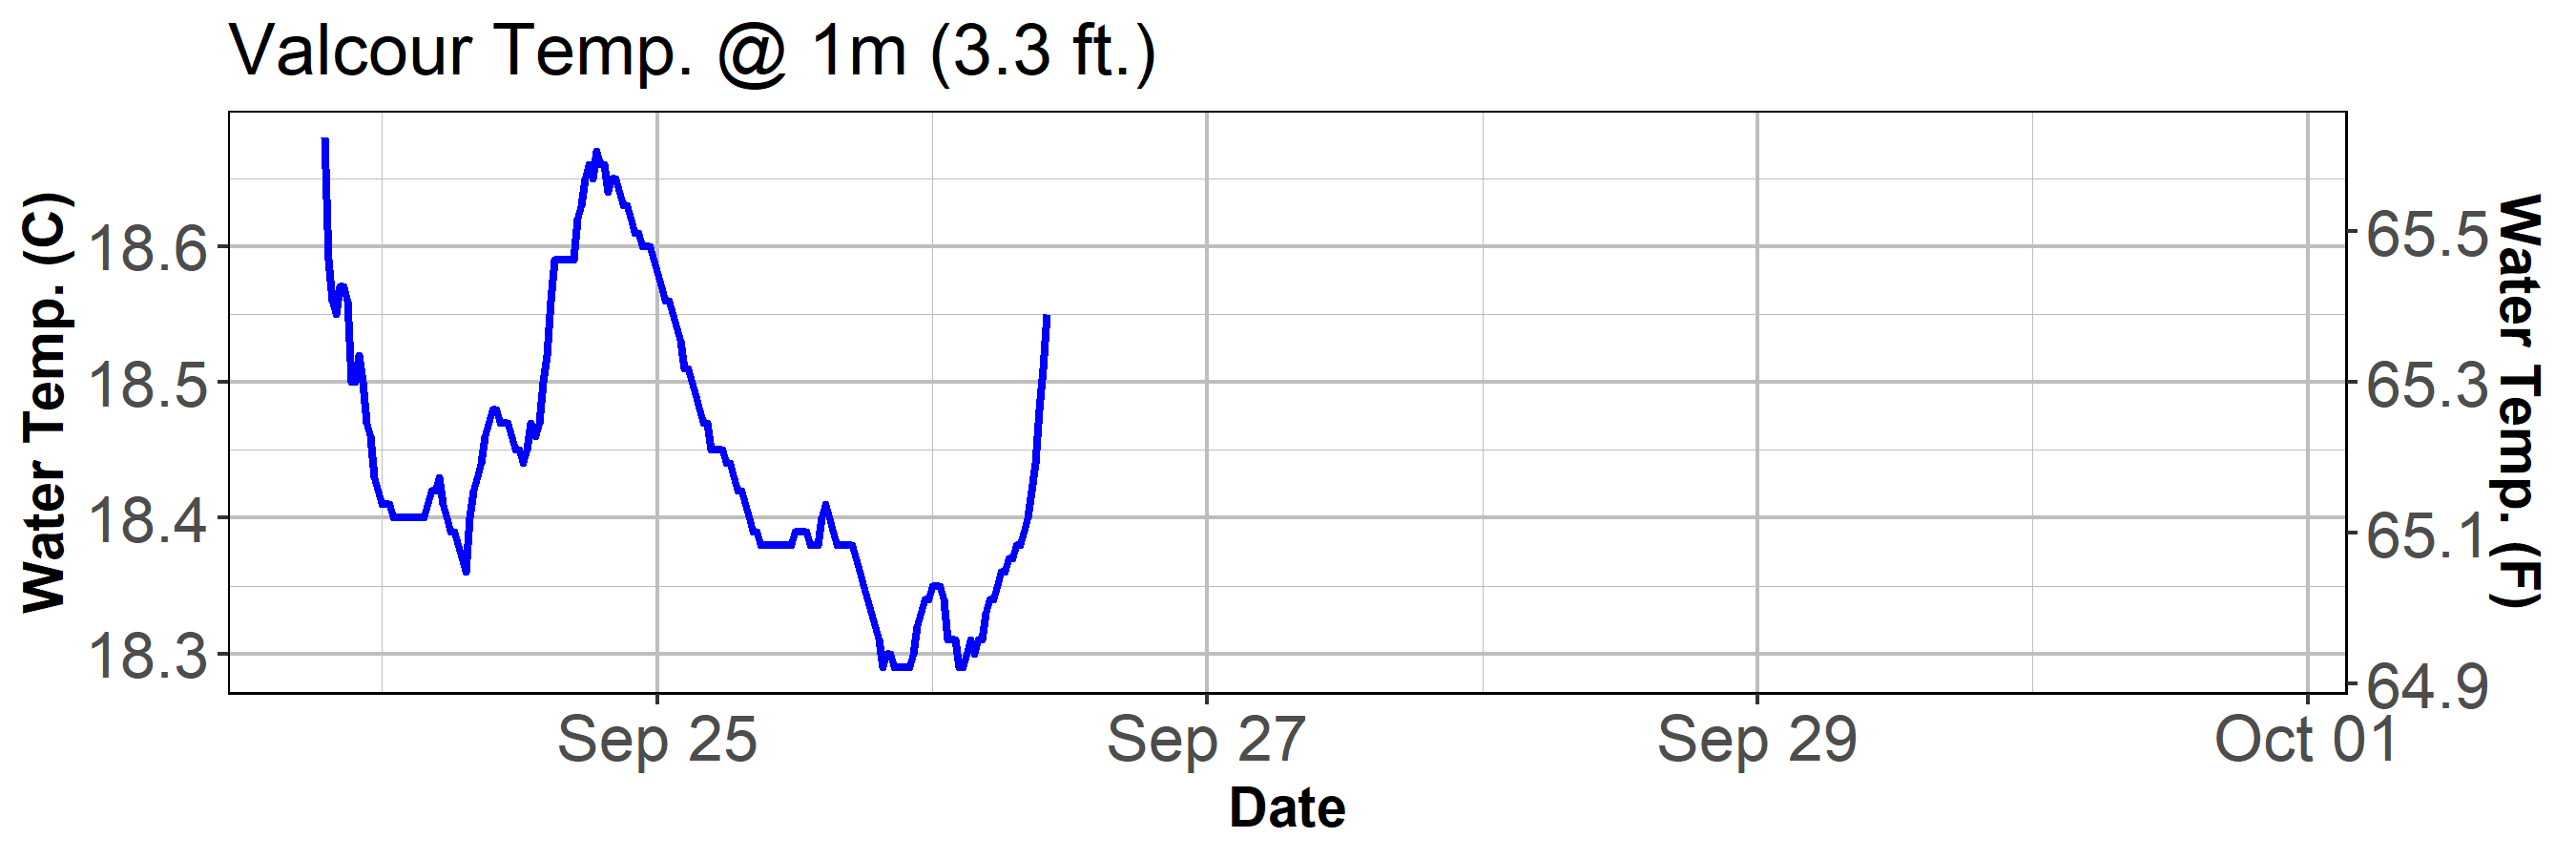 Valcour Temp. @ 1m (3.3 ft.)
Water Temp. (C)
18.6
18.5
18.4
18.3
65.5
65.3
65.1
64.9
Water Temp. (F)
Sep 25 Sep 27 Sep 29 Oct 01
Date